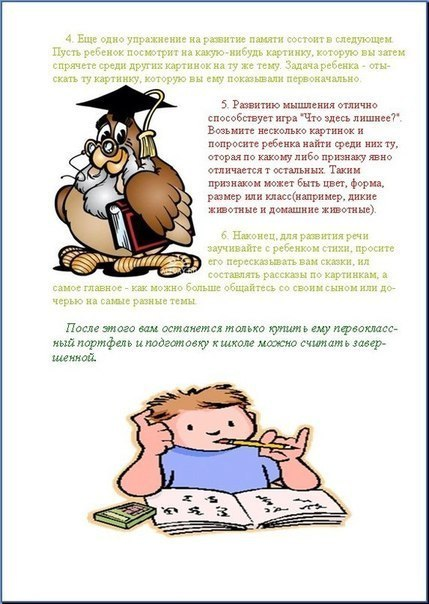 4. Еще одно упражнение на развитие памяти состоит в следующем.
Пусть ребенок посмотрит на какую-нибудь картинку, которую вы затем
спрячете среди других картинок на ту же тему. Задача ребенка - оты-
скать ту картинку, которую вы ему показывали первоначально.
5. Развитию мышления отлично
способствует игра "Что здесь лишнее?".
Возьмите несколько картинок и
попросите ребенка найти среди них ту,
оторая по какому либо признаку явно
отличается т остальных. Таким
признаком может быть цвет, форма,
размер или класс(например, дикие
животные и домашние животные).
6. Наконец, для развития речи
заучивайте с ребенком стихи, просите
его пересказывать вам сказки, ил
составлять рассказы по картинкам, а
самое главное - как можно больше общайтесь со своим сыном или до-
черью на самые разные темы.
После этого вам останется только купить ему первокласс-
ный портфель и подготовку к школе можно считать завер-
шенной.